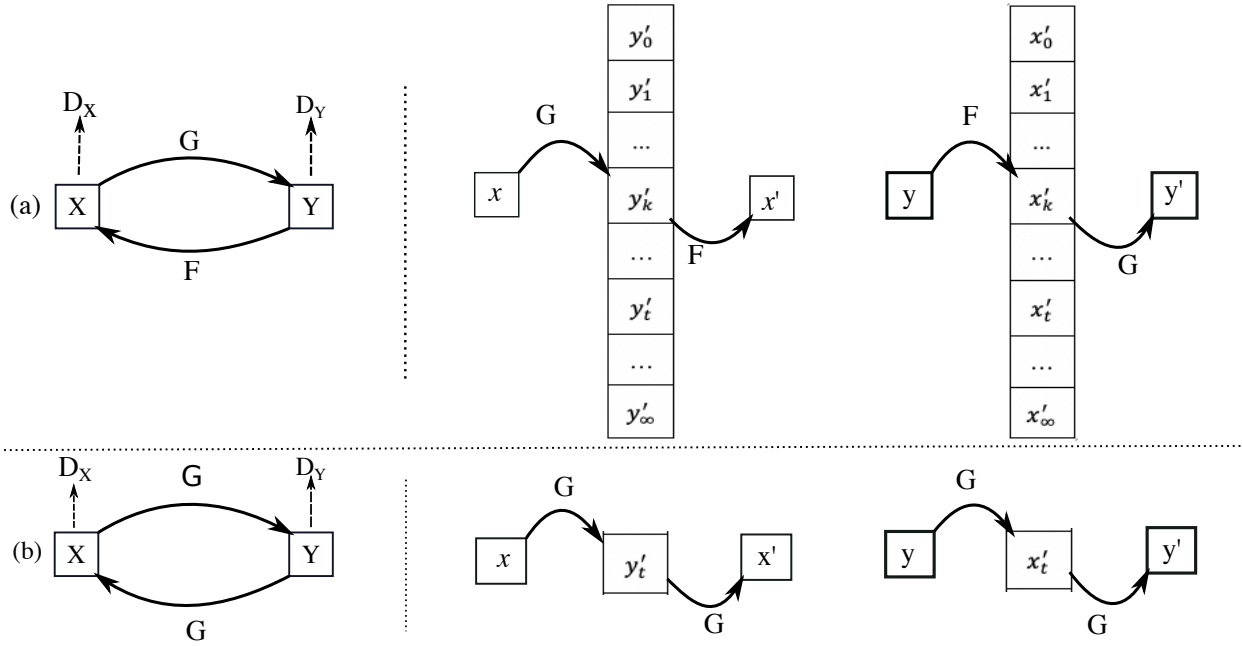 (a)
D_X
D_Y
G
X
Y
F
G
x
y'_0
y'_1
...
y'_k
...
y'_t
...
y'_∞
F
x'
F
y
x'_0
x'_1
...
x'_k
...
x'_t
...
x'_∞
G
y'
(b)
D_X
D_Y
G
X
Y
G
G
x
y'_t
G
x'
G
y
x'_t
G
y'